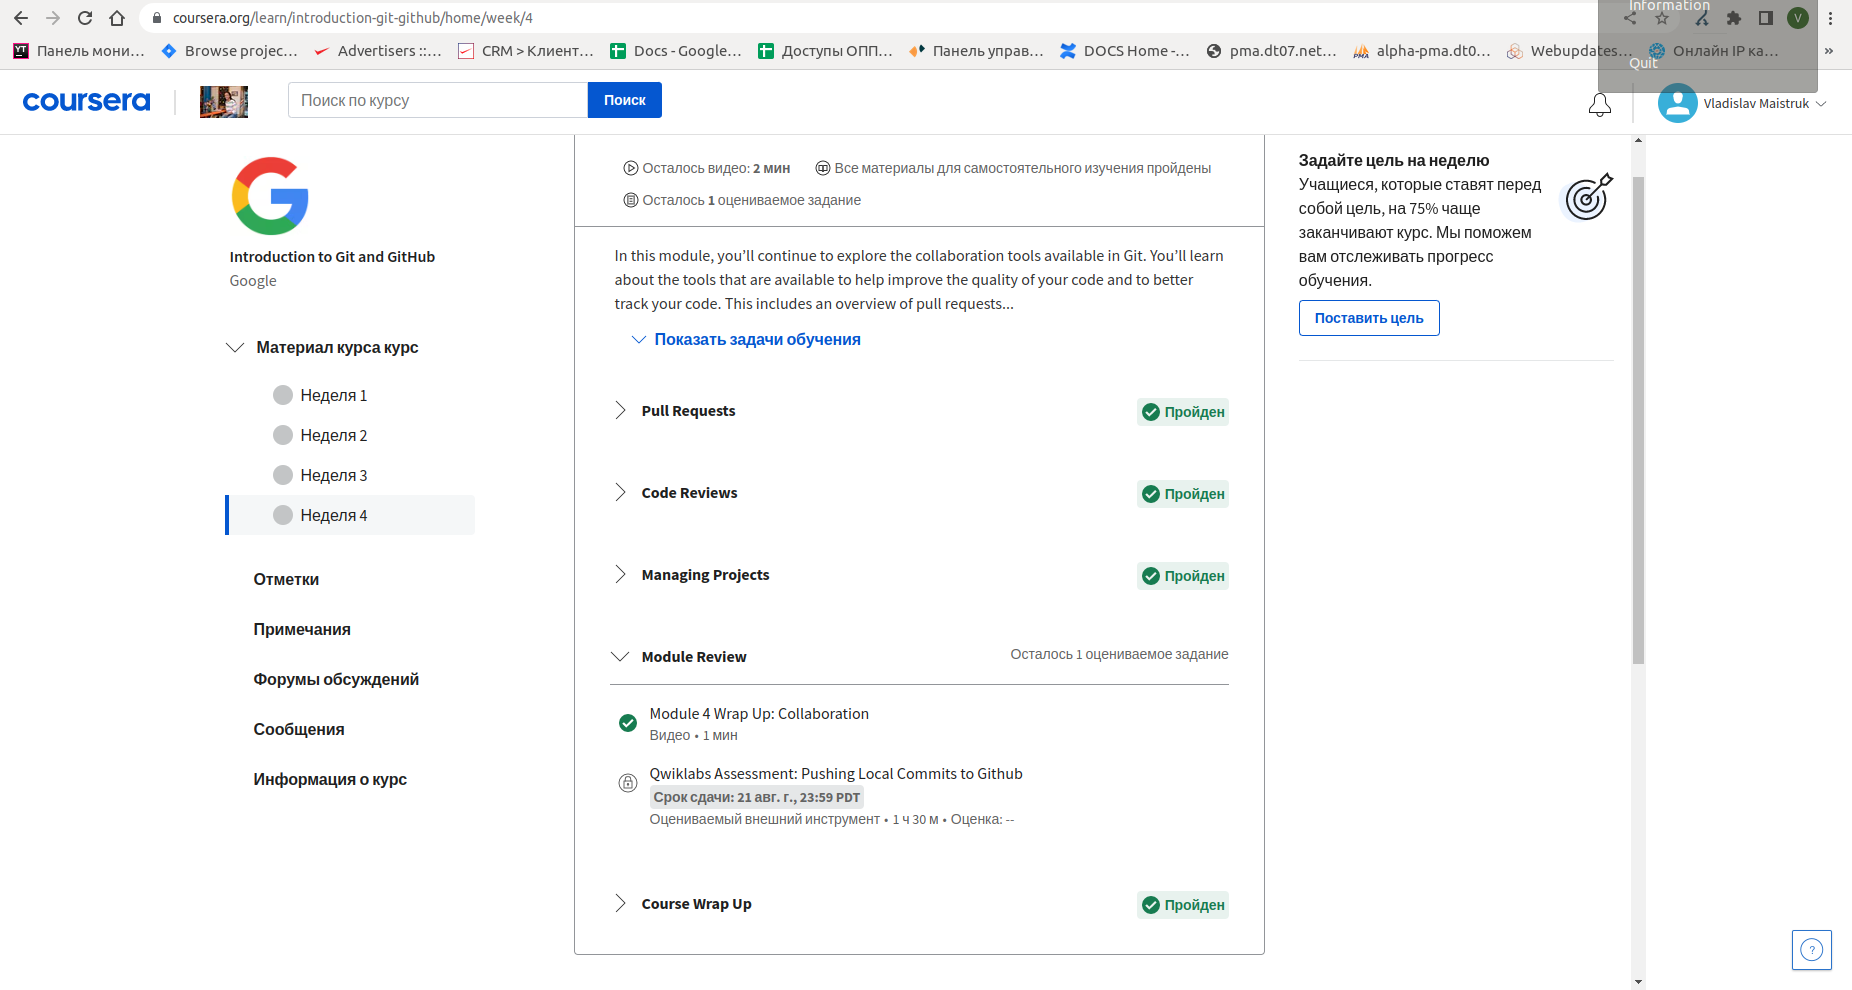 coursera.org/learn/introduction-git-github/home/week/4
Information
V
YT Панель мони...
Browse projec...
Advertisers ::...
CRM > Клиент...
Docs - Google...
Доступы ОПП...
Панель управ...
DOCS Home -...
pma.dt07.net...
alpha-pma.dt0...
Webupdates...
Онлайн IP ка...
»
Quit
coursera
Поиск по курсу
Поиск
Vladislav Maistruk
Introduction to Git and GitHub
Google
Материал курса курс
Неделя 1
Неделя 2
Неделя 3
Неделя 4
Отметки
Примечания
Форумы обсуждений
Сообщения
Информация о курс
Осталось видео: 2 мин
Все материалы для самостоятельного изучения пройдены
Осталось 1 оцениваемое задание
In this module, you’ll continue to explore the collaboration tools available in Git. You’ll learn
about the tools that are available to help improve the quality of your code and to better
track your code. This includes an overview of pull requests...
Показать задачи обучения
Pull Requests
Пройден
Code Reviews
Пройден
Managing Projects
Пройден
Module Review
Осталось 1 оцениваемое задание
Module 4 Wrap Up: Collaboration
Видео • 1 мин
Qwiklabs Assessment: Pushing Local Commits to Github
Срок сдачи: 21 авг. г., 23:59 PDT
Оцениваемый внешний инструмент • 1 ч 30 м • Оценка: --
Course Wrap Up
Пройден
Задайте цель на неделю
Учащиеся, которые ставят перед
собой цель, на 75% чаще
заканчивают курс. Мы поможем
вам отслеживать прогресс
обучения.
Поставить цель
?